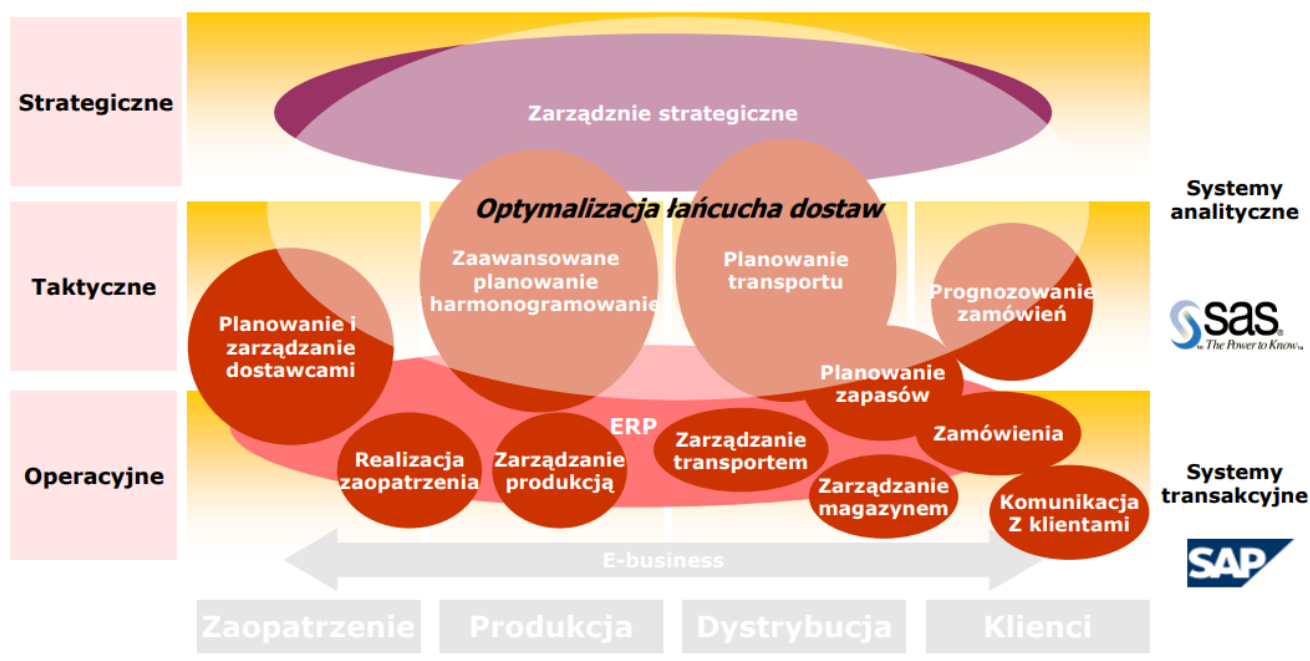 Strategiczne
Zarządznie strategiczne
Systemy
analityczne
Optymalizacja łańcucha dostaw
Taktyczne
Zaawansowane
planowanie
i harmonogramowanie
Planowanie
transportu
Prognozowanie
zamówień
sas®
The Power to Know™
Planowanie i
zarządzanie
dostawcami
Planowanie
zapasów
Operacyjne
ERP
Zamówienia
Realizacja
zaopatrzenia
Zarządzanie
produkcją
Zarządzanie
transportem
Zarządzanie
magazynem
Komunikacja
Z klientami
Systemy
transakcyjne
SAP
E-business
Zaopatrzenie
Produkcja
Dystrybucja
Klienci